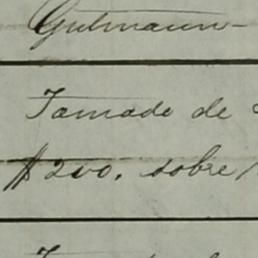 Gutmann-
Tomado de
$200. sobre